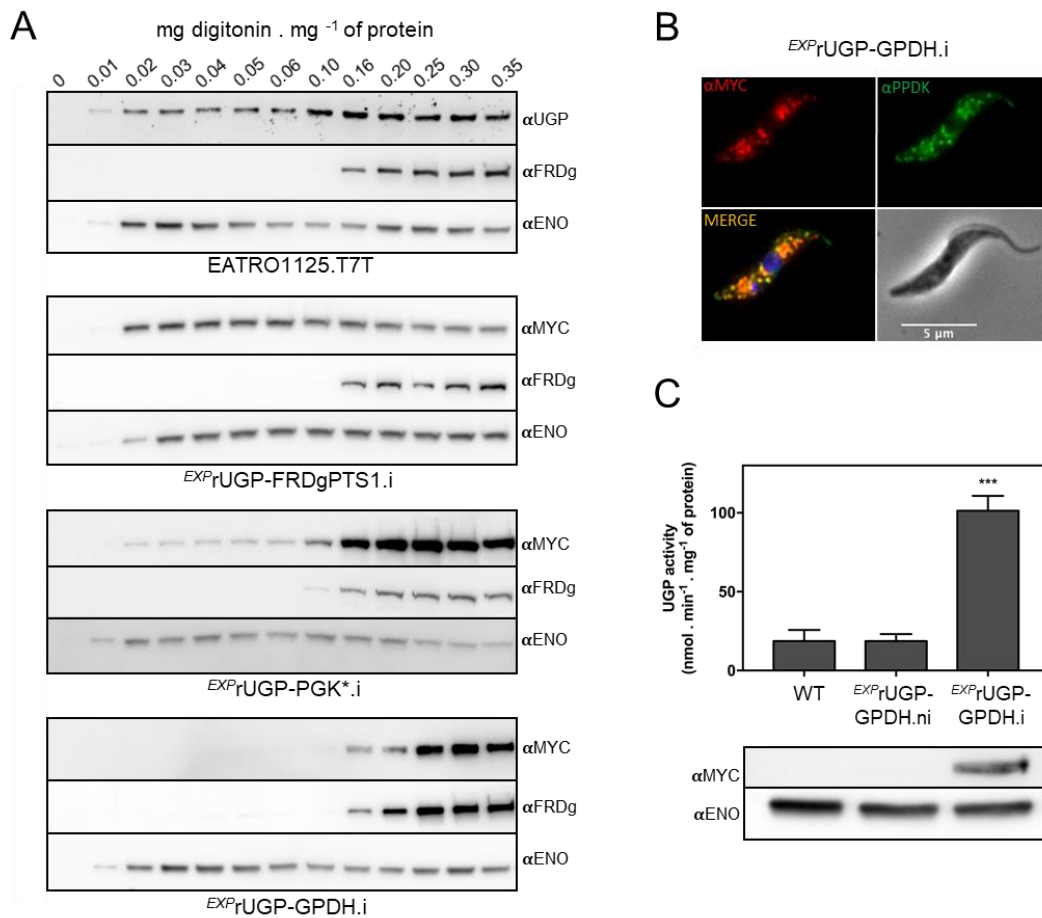 A
mg digitonin . mg ⁻¹ of protein
0 0.01 0.02 0.03 0.04 0.05 0.06 0.10 0.16 0.20 0.25 0.30 0.35
αUGP
αFRDg
αENO
EATRO1125.T7T
αMYC
αFRDg
αENO
EXPrUGP-FRDgPTS1.i
αMYC
αFRDg
αENO
EXPrUGP-PGK*.i
αMYC
αFRDg
αENO
EXPrUGP-GPDH.i
B
EXPrUGP-GPDH.i
αMYC
αPPDK
MERGE
5 µm
C
UGP activity
(nmol . min⁻¹ . mg⁻¹ of protein)
100
50
0
***
WT
EXPrUGP-
GPDH.ni
EXPrUGP-
GPDH.i
αMYC
αENO